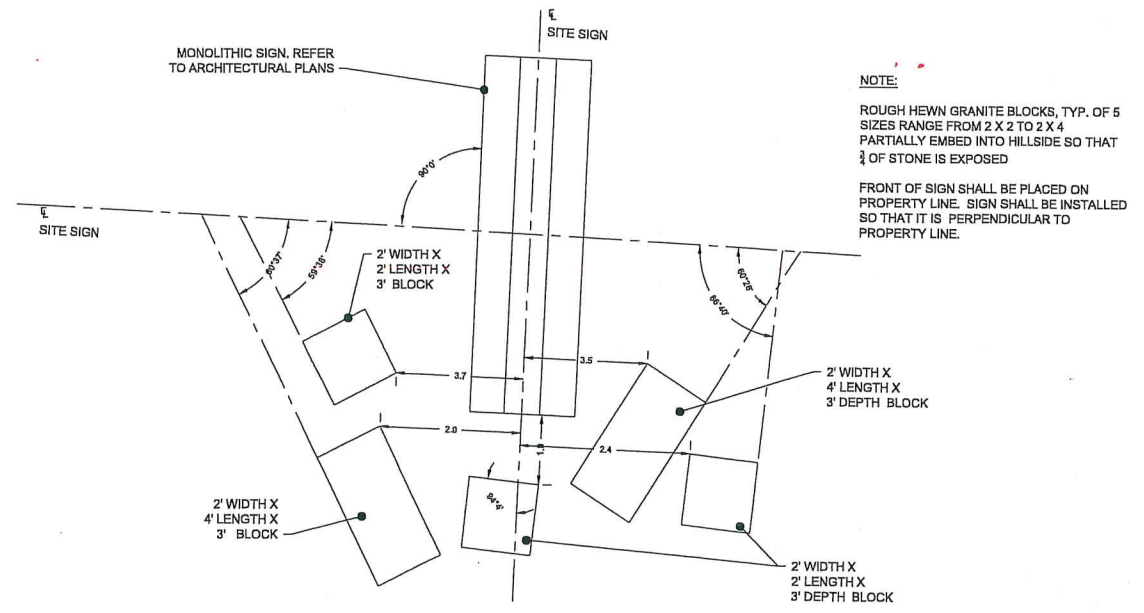 ℄
SITE SIGN
MONOLITHIC SIGN. REFER
TO ARCHITECTURAL PLANS
NOTE:
ROUGH HEWN GRANITE BLOCKS, TYP. OF 5
SIZES RANGE FROM 2 X 2 TO 2 X 4
PARTIALLY EMBED INTO HILLSIDE SO THAT
3/4 OF STONE IS EXPOSED
FRONT OF SIGN SHALL BE PLACED ON
PROPERTY LINE. SIGN SHALL BE INSTALLED
SO THAT IT IS PERPENDICULAR TO
PROPERTY LINE.
90°0'
℄
SITE SIGN
60°37'
59°36'
2' WIDTH X
2' LENGTH X
3' BLOCK
60°28'
66°40'
3.7
3.5
2' WIDTH X
4' LENGTH X
3' DEPTH BLOCK
2.0
2.4
2' WIDTH X
4' LENGTH X
3' BLOCK
94°4'
2' WIDTH X
2' LENGTH X
3' DEPTH BLOCK